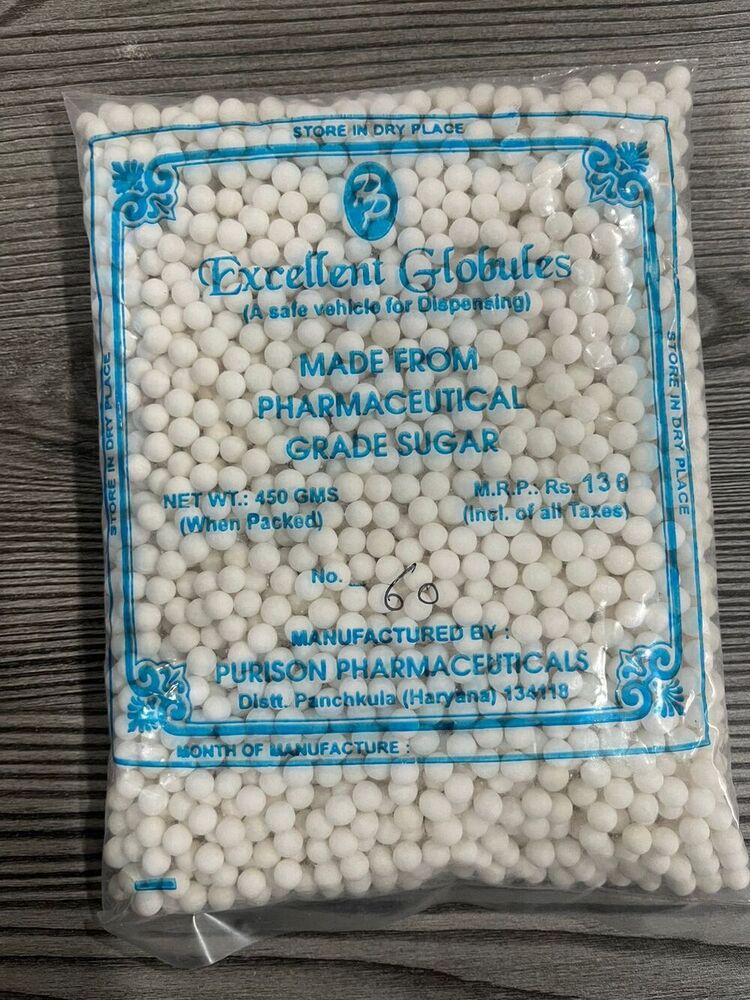 STORE IN DRY PLACE
PP
Excellent Globules
(A safe vehicle for Dispensing)
MADE FROM
PHARMACEUTICAL
GRADE SUGAR
NET WT.: 450 GMS
(When Packed)
M.R.P.: Rs. 130
(Incl. of all Taxes)
No. 60
MANUFACTURED BY :
PURISON PHARMACEUTICALS
Distt. Panchkula (Haryana) 134118
MONTH OF MANUFACTURE :
STORE IN DRY PLACE
STORE IN DRY PLACE